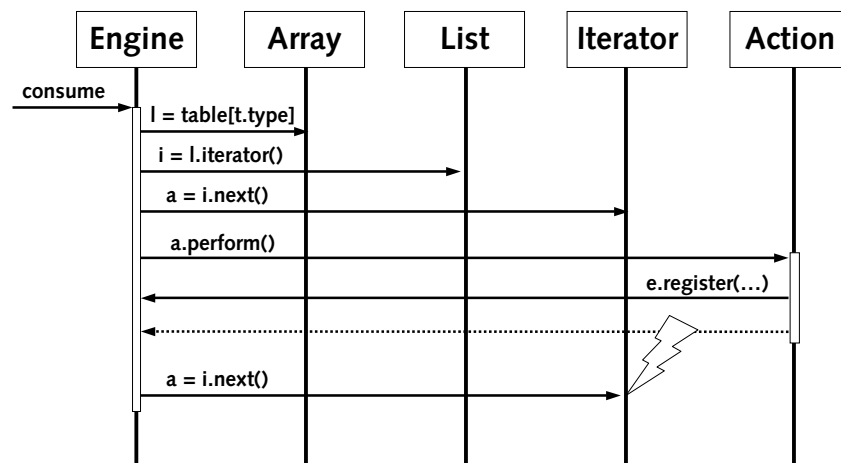 Engine
Array
List
Iterator
Action
consume
l = table[t.type]
i = l.iterator()
a = i.next()
a.perform()
e.register(…)
a = i.next()